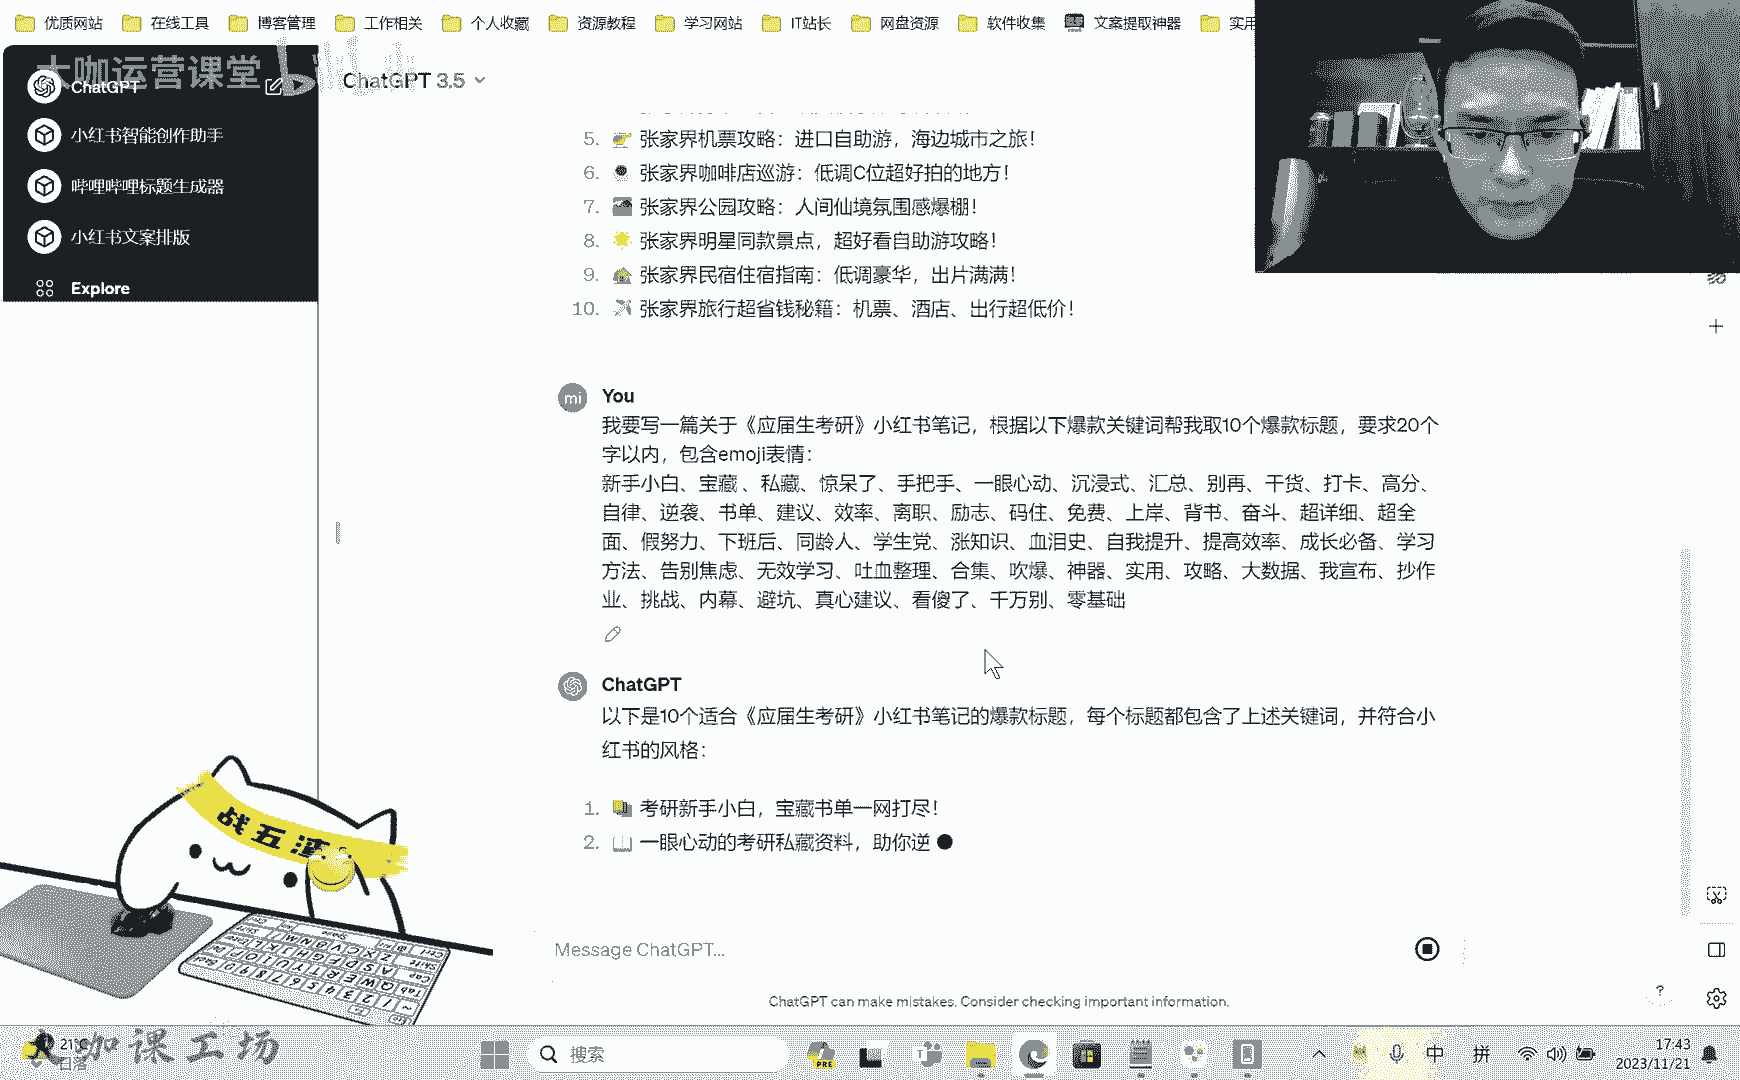 优质网站 在线工具 博客管理 工作相关 个人收藏 资源教程 学习网站 IT站长 网盘资源 软件收集 文案提取神器 实用
大咖运营课堂 bilibili
ChatGPT
ChatGPT 3.5
小红书智能创作助手
哔哩哔哩标题生成器
小红书文案排版
Explore
5. 张家界机票攻略：进口自助游，海边城市之旅！
6. 张家界咖啡店巡游：低调C位超好拍的地方！
7. 张家界公园攻略：人间仙境氛围感爆棚！
8. 张家界明星同款景点，超好看自助游攻略！
9. 张家界民宿住宿指南：低调豪华，出片满满！
10. 张家界旅行超省钱秘籍：机票、酒店、出行超低价！
mi
You
我要写一篇关于《应届生考研》小红书笔记，根据以下爆款关键词帮我取10个爆款标题，要求20个
字以内，包含emoji表情：
新手小白、宝藏 、私藏、惊呆了、手把手、一眼心动、沉浸式、汇总、别再、干货、打卡、高分、
自律、逆袭、书单、建议、效率、离职、励志、码住、免费、上岸、背书、奋斗、超详细、超全
面、假努力、下班后、同龄人、学生党、涨知识、血泪史、自我提升、提高效率、成长必备、学习
方法、告别焦虑、无效学习、吐血整理、合集、吹爆、神器、实用、攻略、大数据、我宣布、抄作
业、挑战、内幕、避坑、真心建议、看傻了、千万别、零基础
ChatGPT
以下是10个适合《应届生考研》小红书笔记的爆款标题，每个标题都包含了上述关键词，并符合小
红书的风格：
1. 考研新手小白，宝藏书单一网打尽！
2. 一眼心动的考研私藏资料，助你逆
战五渣
Message ChatGPT...
ChatGPT can make mistakes. Consider checking important information.
?
21°C
日落
大咖课工场
搜索
PRE
中
拼
17:43
2023/11/21